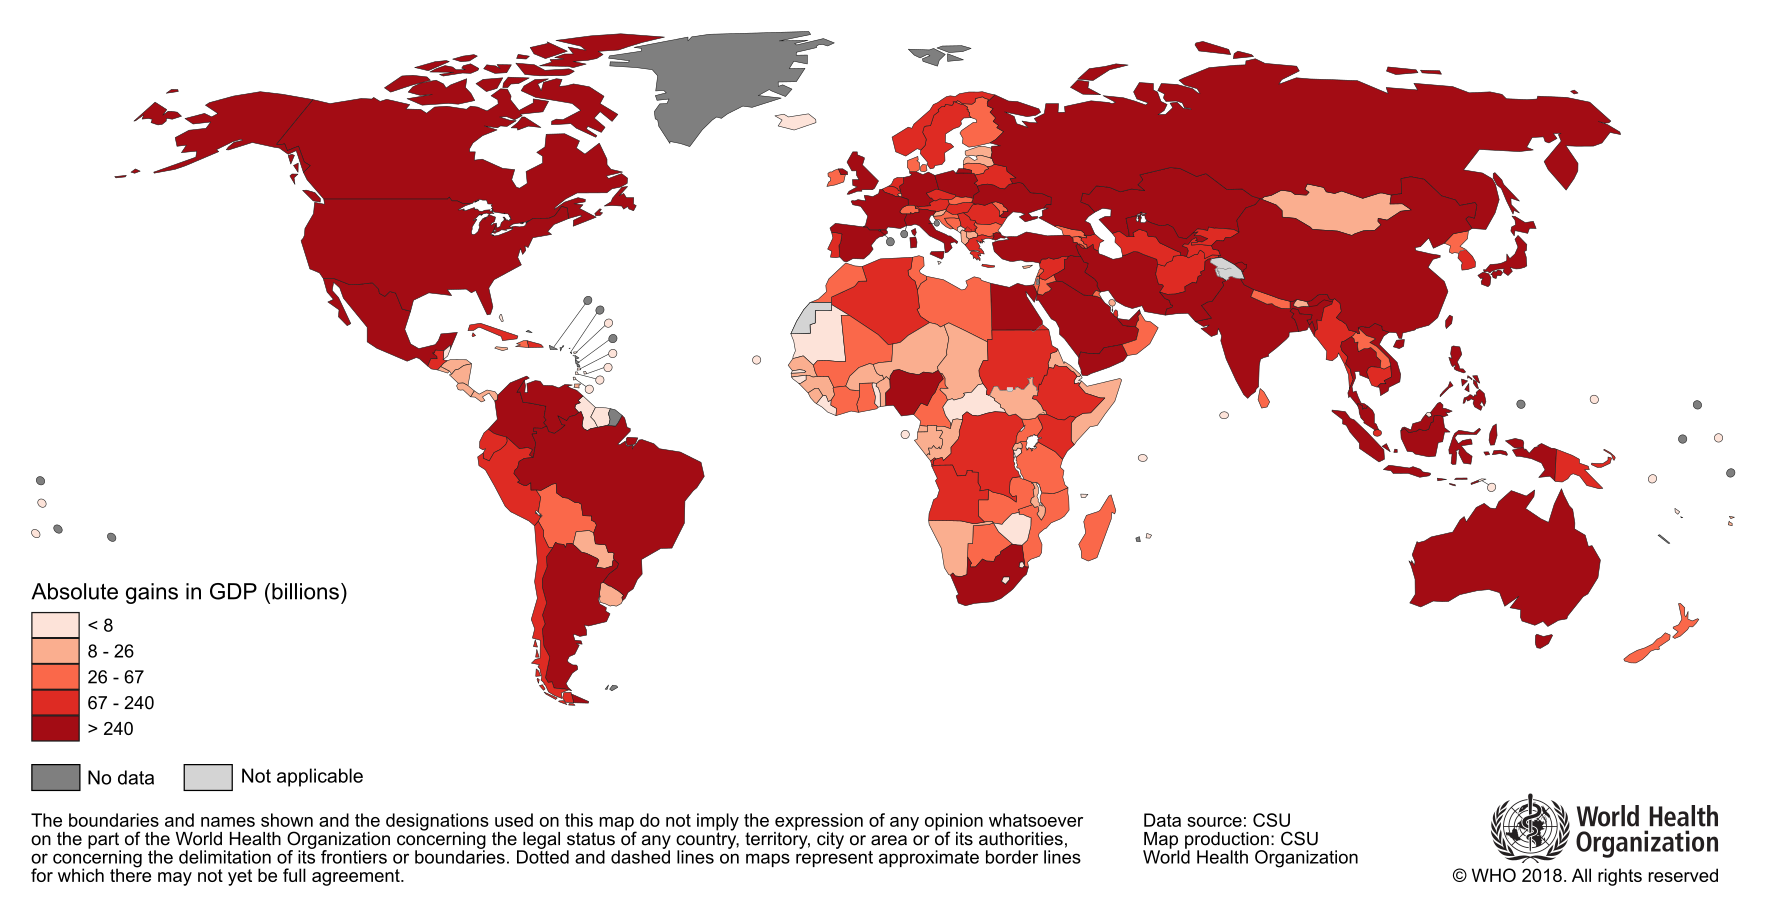 Absolute gains in GDP (billions)
< 8
8 - 26
26 - 67
67 - 240
> 240
No data
Not applicable
The boundaries and names shown and the designations used on this map do not imply the expression of any opinion whatsoever
on the part of the World Health Organization concerning the legal status of any country, territory, city or area or of its authorities,
or concerning the delimitation of its frontiers or boundaries. Dotted and dashed lines on maps represent approximate border lines
for which there may not yet be full agreement.
Data source: CSU
Map production: CSU
World Health Organization
World Health
Organization
© WHO 2018. All rights reserved